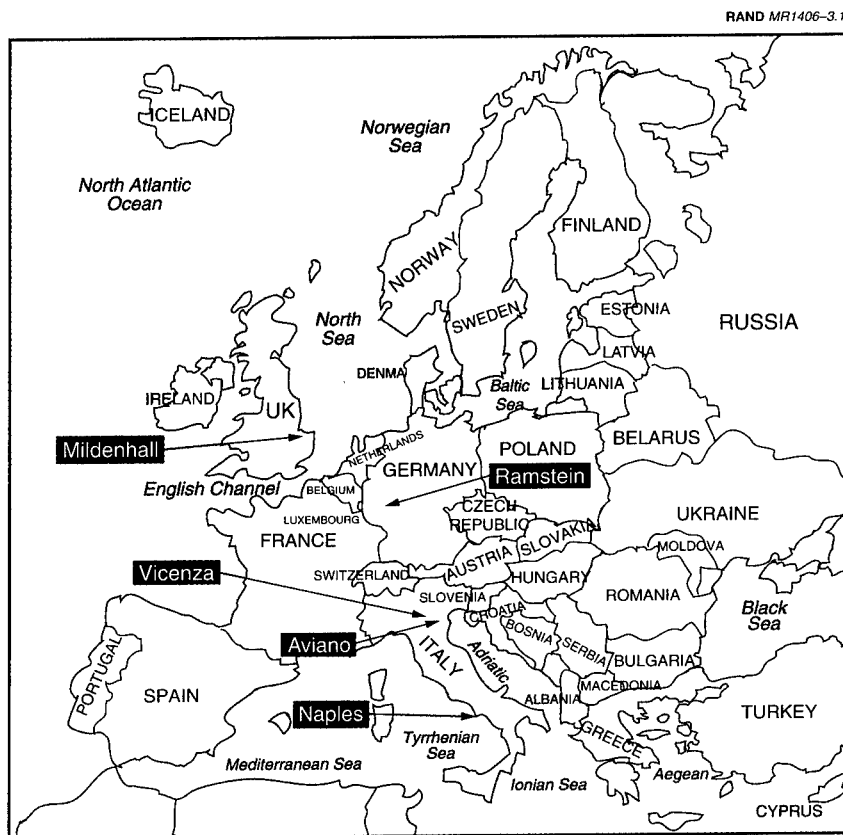 RAND MR1406–3.1
ICELAND
Norwegian
Sea
North Atlantic
Ocean
FINLAND
NORWAY
North
Sea
SWEDEN
ESTONIA
RUSSIA
LATVIA
DENMA
Baltic
Sea
LITHUANIA
IRELAND
UK
BELARUS
Mildenhall
NETHERLANDS
POLAND
GERMANY
Ramstein
English Channel
BELGIUM
CZECH
REPUBLIC
UKRAINE
LUXEMBOURG
FRANCE
SLOVAKIA
MOLDOVA
AUSTRIA
Vicenza
SWITZERLAND
HUNGARY
SLOVENIA
ROMANIA
CROATIA
Black
Sea
BOSNIA
Aviano
ITALY
Adriatic
SERBIA
BULGARIA
PORTUGAL
SPAIN
MACEDONIA
ALBANIA
Naples
TURKEY
Tyrrhenian
Sea
GREECE
Mediterranean Sea
Ionian Sea
Aegean
CYPRUS